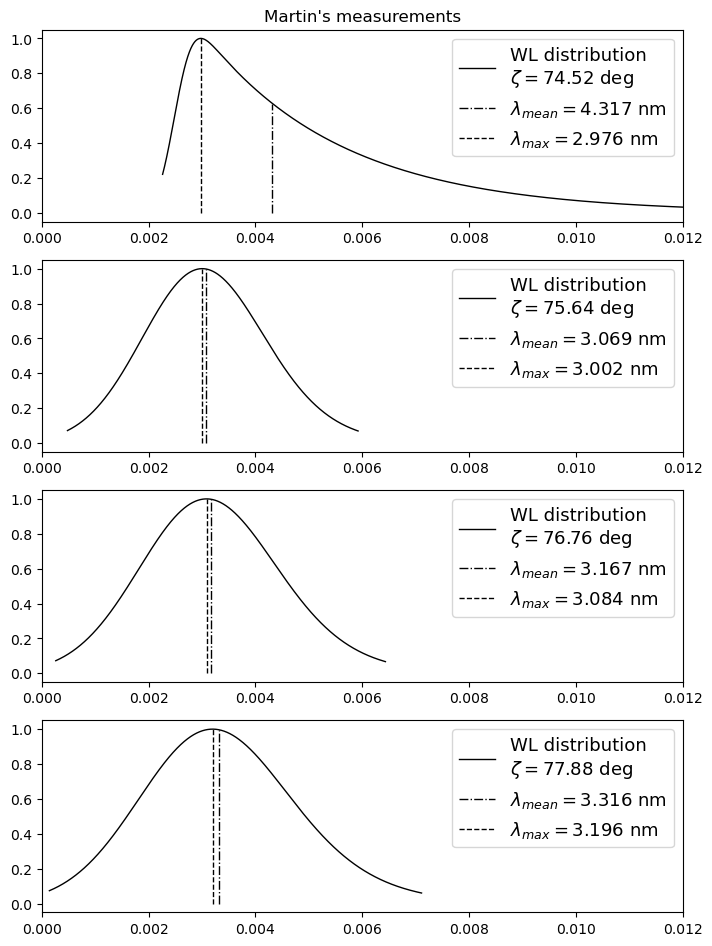 Martin's measurements
1.0
0.8
0.6
0.4
0.2
0.0
WL distribution
ζ = 74.52 deg
λmean = 4.317 nm
λmax = 2.976 nm
0.000 0.002 0.004 0.006 0.008 0.010 0.012
1.0
0.8
0.6
0.4
0.2
0.0
WL distribution
ζ = 75.64 deg
λmean = 3.069 nm
λmax = 3.002 nm
0.000 0.002 0.004 0.006 0.008 0.010 0.012
1.0
0.8
0.6
0.4
0.2
0.0
WL distribution
ζ = 76.76 deg
λmean = 3.167 nm
λmax = 3.084 nm
0.000 0.002 0.004 0.006 0.008 0.010 0.012
1.0
0.8
0.6
0.4
0.2
0.0
WL distribution
ζ = 77.88 deg
λmean = 3.316 nm
λmax = 3.196 nm
0.000 0.002 0.004 0.006 0.008 0.010 0.012